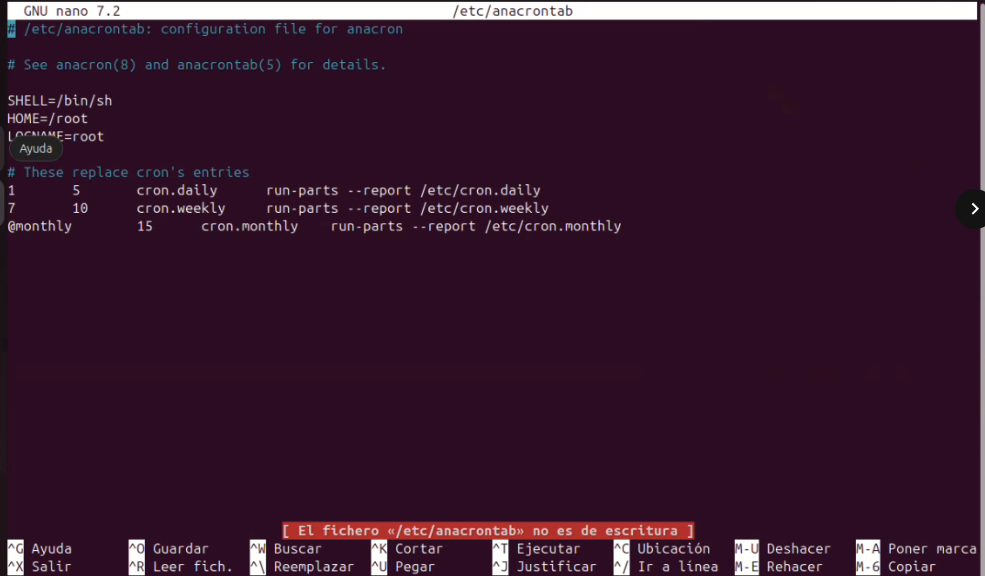 GNU nano 7.2 /etc/anacrontab
# /etc/anacrontab: configuration file for anacron
# See anacron(8) and anacrontab(5) for details.
SHELL=/bin/sh
HOME=/root
LOGNAME=root
Ayuda
# These replace cron's entries
1 5 cron.daily run-parts --report /etc/cron.daily
7 10 cron.weekly run-parts --report /etc/cron.weekly
@monthly 15 cron.monthly run-parts --report /etc/cron.monthly
[ El fichero «/etc/anacrontab» no es de escritura ]
^G Ayuda ^O Guardar ^W Buscar ^K Cortar ^T Ejecutar ^C Ubicación M-U Deshacer M-A Poner marca
^X Salir ^R Leer fich. ^\ Reemplazar ^U Pegar ^J Justificar ^/ Ir a línea M-E Rehacer M-6 Copiar